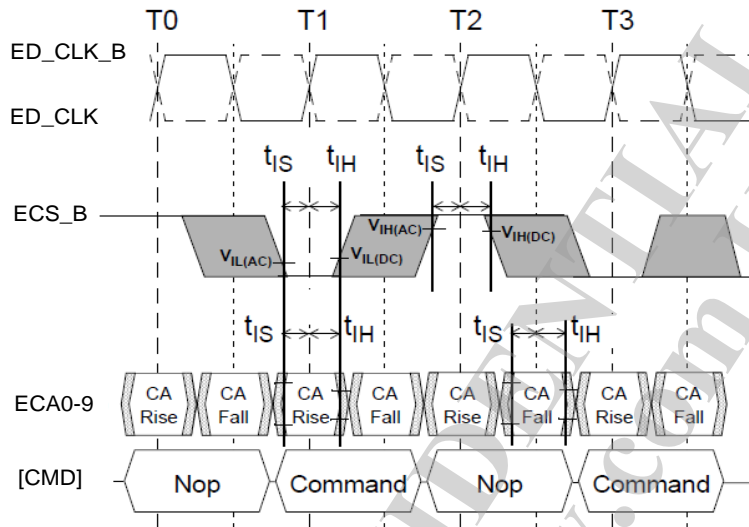 T0 T1 T2 T3
ED_CLK_B
ED_CLK
tIS tIH tIS tIH
ECS_B
VIL(AC) VIL(DC) VIH(AC) VIH(DC)
tIS tIH tIS tIH
ECA0-9
CA Rise
CA Fall
CA Rise
CA Fall
CA Rise
CA Fall
CA Rise
CA Fall
[CMD] Nop Command Nop Command